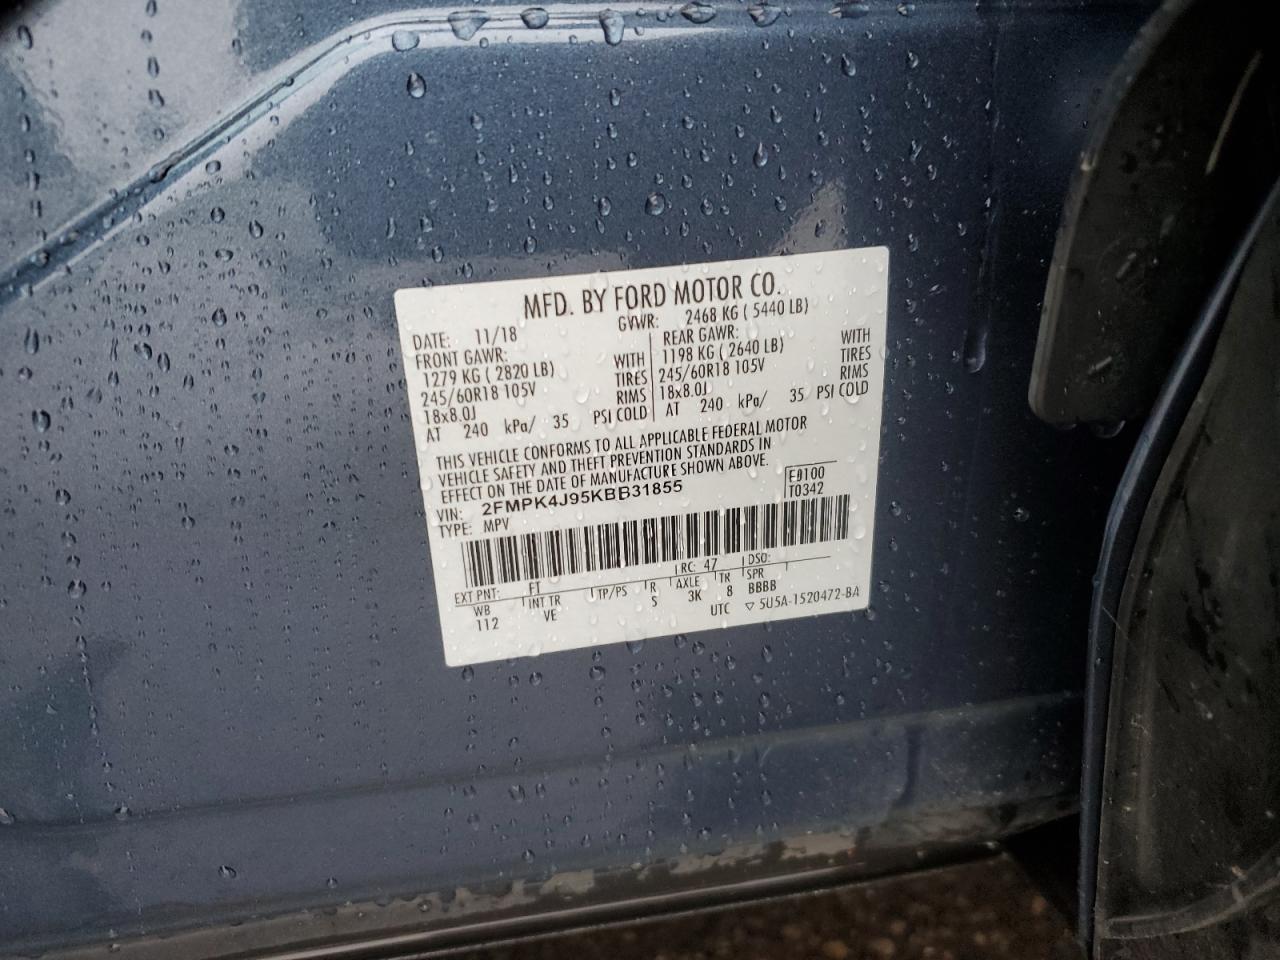 MFD. BY FORD MOTOR CO.
DATE: 11/18 GVWR: 2468 KG ( 5440 LB)
FRONT GAWR: REAR GAWR:
1279 KG ( 2820 LB) WITH 1198 KG ( 2640 LB) WITH
245/60R18 105V TIRES 245/60R18 105V TIRES
18x8.0J RIMS 18x8.0J RIMS
AT 240 kPa/ 35 PSI COLD AT 240 kPa/ 35 PSI COLD
THIS VEHICLE CONFORMS TO ALL APPLICABLE FEDERAL MOTOR
VEHICLE SAFETY AND THEFT PREVENTION STANDARDS IN
EFFECT ON THE DATE OF MANUFACTURE SHOWN ABOVE.
VIN: 2FMPK4J95KBB31855
TYPE: MPV
T0342
EXT PNT: FT RC: 47 DSO:
WB INT TR TP/PS R AXLE TR SPR
112 VE S 3K 8 BBBB
UTC ▽ 5U5A-1520472-BA